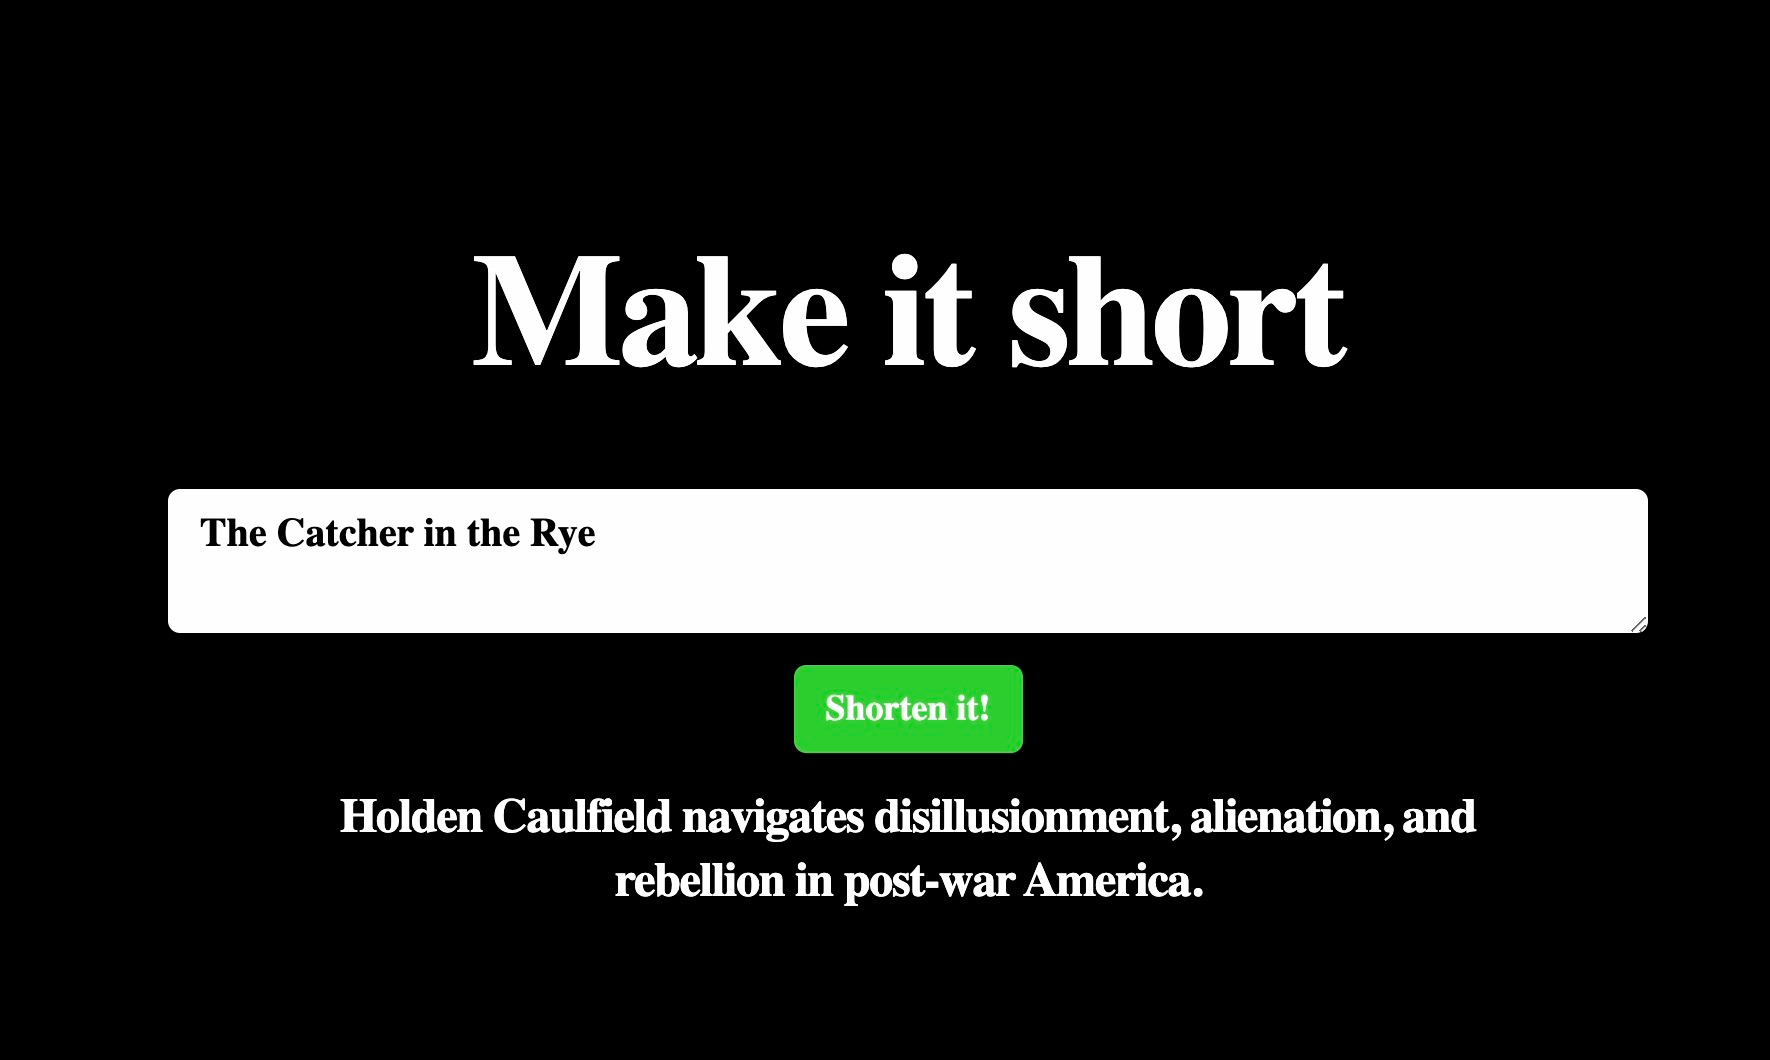 Make it short
The Catcher in the Rye
Shorten it!
Holden Caulfield navigates disillusionment, alienation, and
rebellion in post-war America.